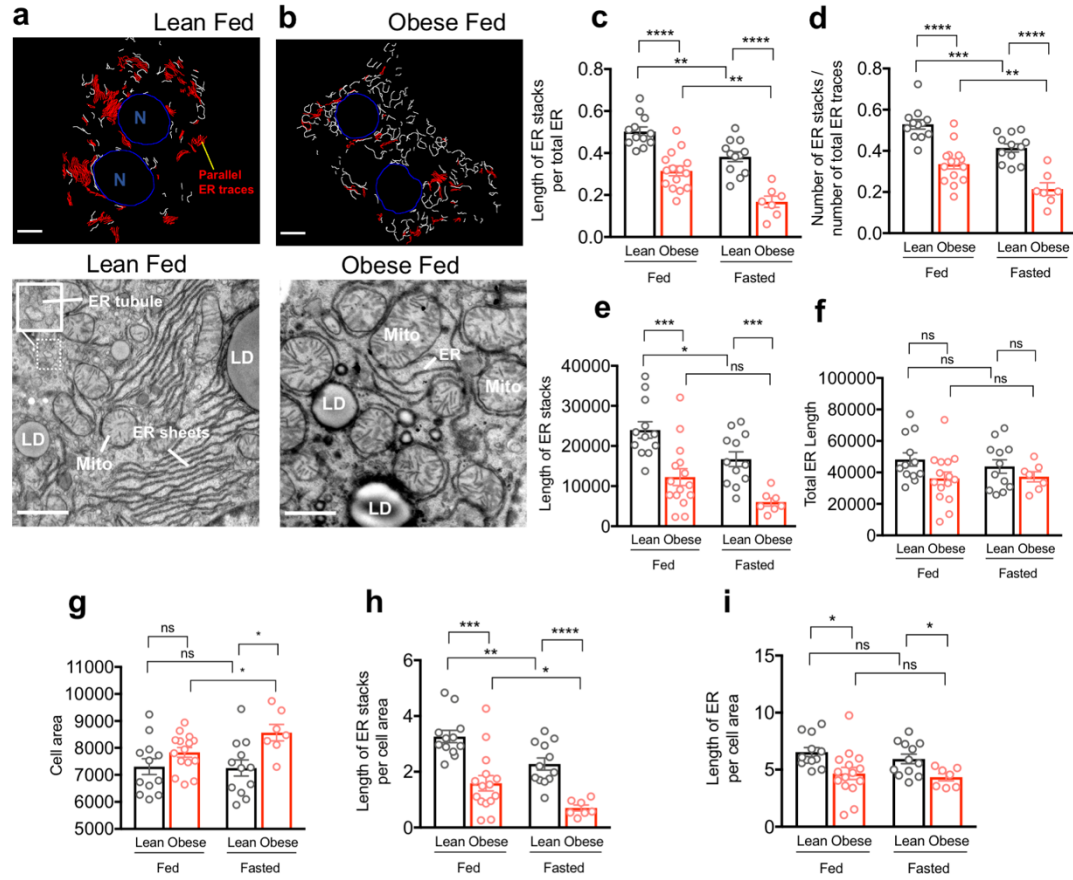 a
Lean Fed
N
N
Parallel
ER traces
Lean Fed
ER tubule
LD
LD
Mito
ER sheets
b
Obese Fed
Obese Fed
Mito
ER
Mito
LD
LD
c
Length of ER stacks
per total ER
0.8
0.6
0.4
0.2
0.0
****
****
**
**
Lean Obese
Lean Obese
Fed
Fasted
d
Number of ER stacks /
number of total ER traces
0.8
0.6
0.4
0.2
0.0
****
****
***
**
Lean Obese
Lean Obese
Fed
Fasted
e
Length of ER stacks
40000
30000
20000
10000
0
***
***
*
ns
Lean Obese
Lean Obese
Fed
Fasted
f
Total ER Length
100000
80000
60000
40000
20000
0
ns
ns
ns
ns
Lean Obese
Lean Obese
Fed
Fasted
g
Cell area
11000
10000
9000
8000
7000
6000
5000
ns
*
ns
*
Lean Obese
Lean Obese
Fed
Fasted
h
Length of ER stacks
per cell area
6
4
2
0
***
****
**
*
Lean Obese
Lean Obese
Fed
Fasted
i
Length of ER
per cell area
15
10
5
0
*
*
ns
ns
Lean Obese
Lean Obese
Fed
Fasted